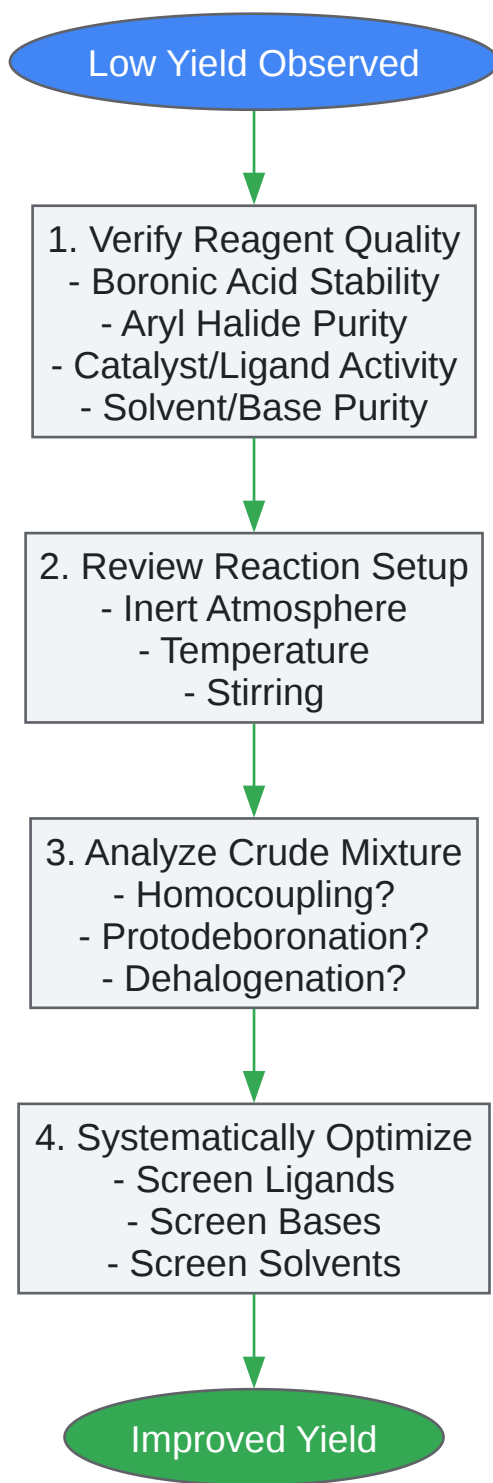 Low Yield Observed
1. Verify Reagent Quality
- Boronic Acid Stability
- Aryl Halide Purity
- Catalyst/Ligand Activity
- Solvent/Base Purity
2. Review Reaction Setup
- Inert Atmosphere
- Temperature
- Stirring
3. Analyze Crude Mixture
- Homocoupling?
- Protodeboronation?
- Dehalogenation?
4. Systematically Optimize
- Screen Ligands
- Screen Bases
- Screen Solvents
Improved Yield